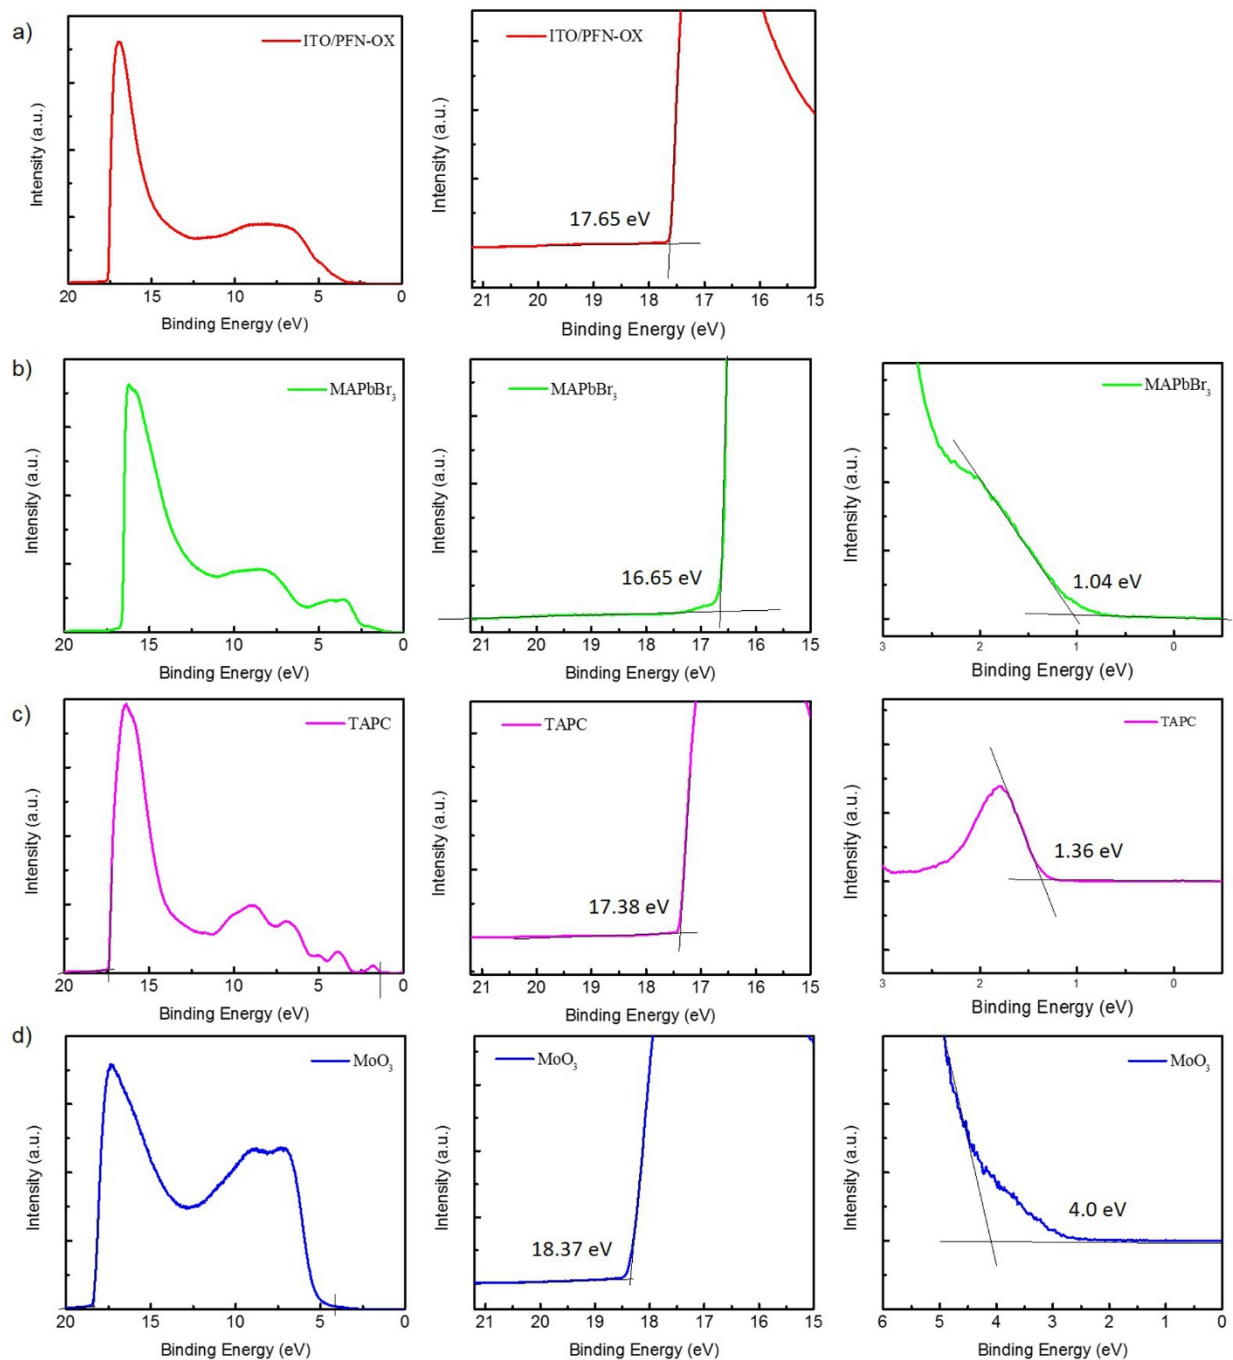 a)
ITO/PFN-OX
Intensity (a.u.)
20 15 10 5 0
Binding Energy (eV)
ITO/PFN-OX
17.65 eV
Intensity (a.u.)
21 20 19 18 17 16 15
Binding Energy (eV)
b)
MAPbBr₃
Intensity (a.u.)
20 15 10 5 0
Binding Energy (eV)
MAPbBr₃
16.65 eV
Intensity (a.u.)
21 20 19 18 17 16 15
Binding Energy (eV)
MAPbBr₃
1.04 eV
Intensity (a.u.)
3 2 1 0
Binding Energy (eV)
c)
TAPC
Intensity (a.u.)
20 15 10 5 0
Binding Energy (eV)
TAPC
17.38 eV
Intensity (a.u.)
21 20 19 18 17 16 15
Binding Energy (eV)
TAPC
1.36 eV
Intensity (a.u.)
3 2 1 0
Binding Energy (eV)
d)
MoO₃
Intensity (a.u.)
20 15 10 5 0
Binding Energy (eV)
MoO₃
18.37 eV
Intensity (a.u.)
21 20 19 18 17 16 15
Binding Energy (eV)
MoO₃
4.0 eV
Intensity (a.u.)
6 5 4 3 2 1 0
Binding Energy (eV)